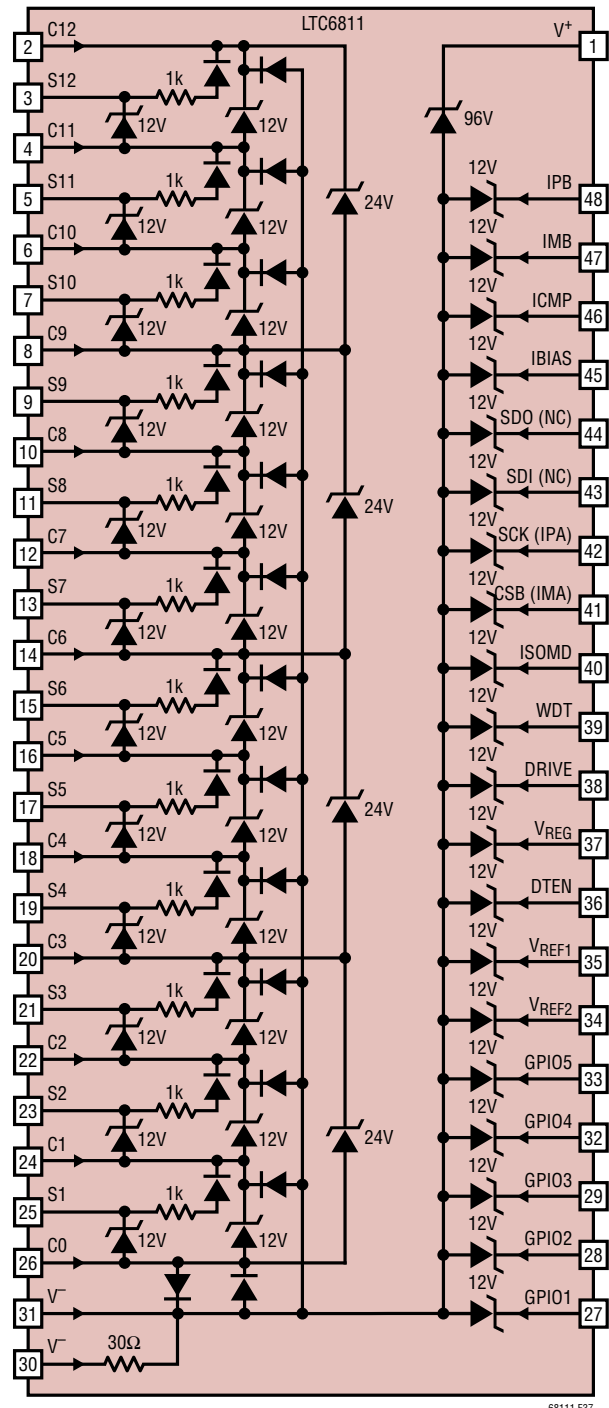 LTC6811
C12
2
V+
1
1k
S12
3
12V
12V
96V
C11
4
12V
IPB
48
1k
S11
5
12V
12V
24V
12V
IMB
47
C10
6
12V
ICMP
46
1k
S10
7
12V
12V
12V
IBIAS
45
C9
8
12V
SDO (NC)
44
1k
S9
9
12V
12V
12V
SDI (NC)
43
C8
10
12V
SCK (IPA)
42
1k
S8
11
12V
12V
24V
12V
CSB (IMA)
41
C7
12
12V
ISOMD
40
1k
S7
13
12V
12V
12V
WDT
39
C6
14
12V
DRIVE
38
1k
S6
15
12V
12V
12V
VREG
37
C5
16
12V
DTEN
36
1k
S5
17
12V
12V
24V
12V
VREF1
35
C4
18
12V
VREF2
34
1k
S4
19
12V
12V
12V
GPIO5
33
C3
20
12V
GPIO4
32
1k
S3
21
12V
12V
12V
GPIO3
29
C2
22
12V
GPIO2
28
1k
S2
23
12V
12V
24V
12V
GPIO1
27
C1
24
1k
S1
25
12V
12V
C0
26
V–
31
V–
30
30Ω
68111 F37